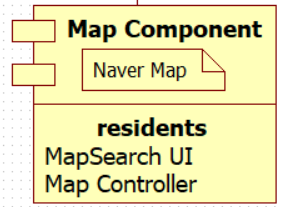 Map Component
Naver Map
residents
MapSearch UI
Map Controller